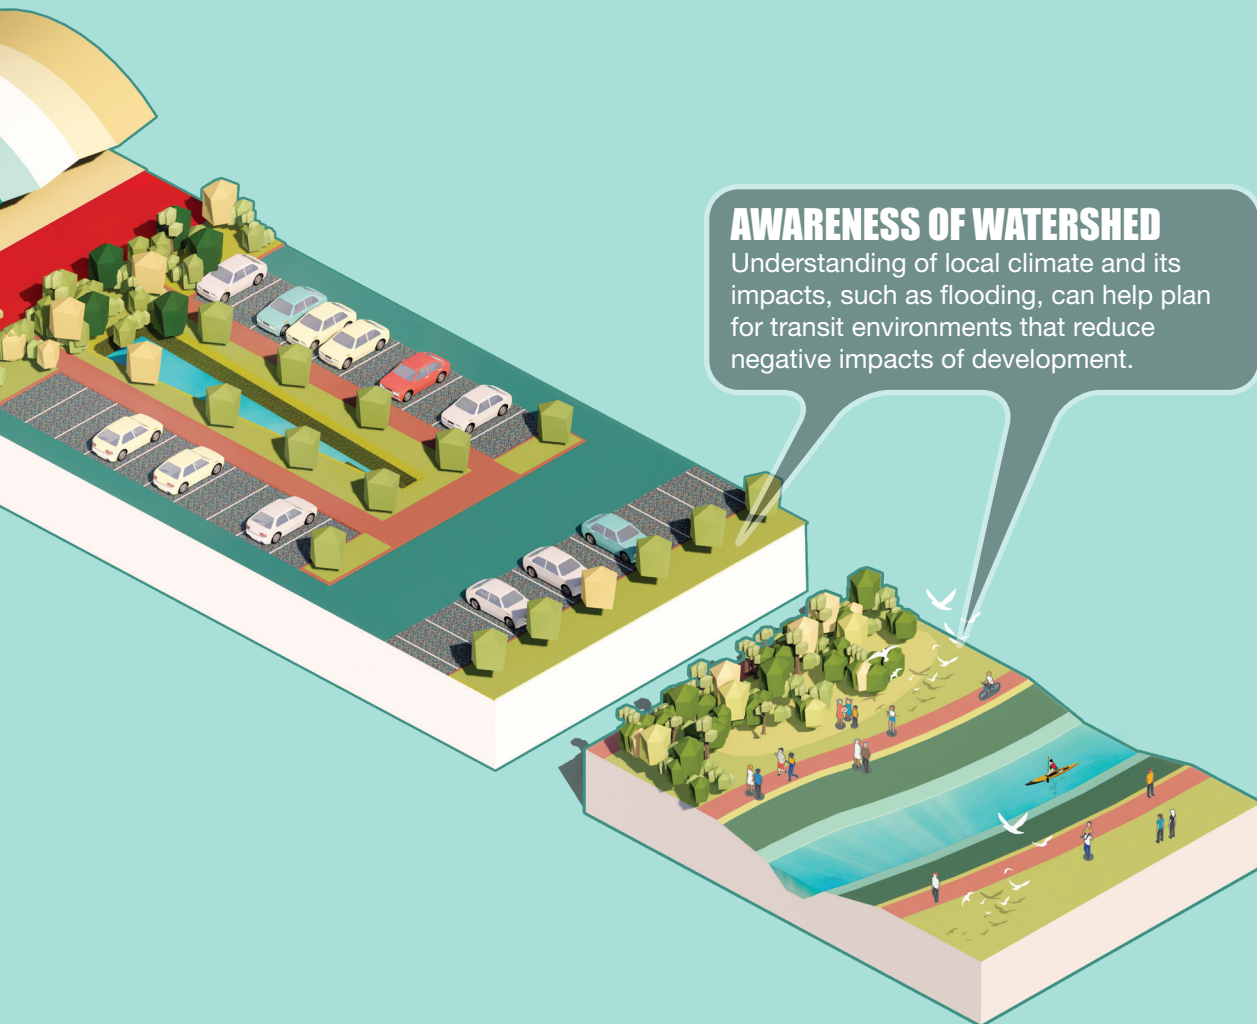 AWARENESS OF WATERSHED
Understanding of local climate and its
impacts, such as flooding, can help plan
for transit environments that reduce
negative impacts of development.